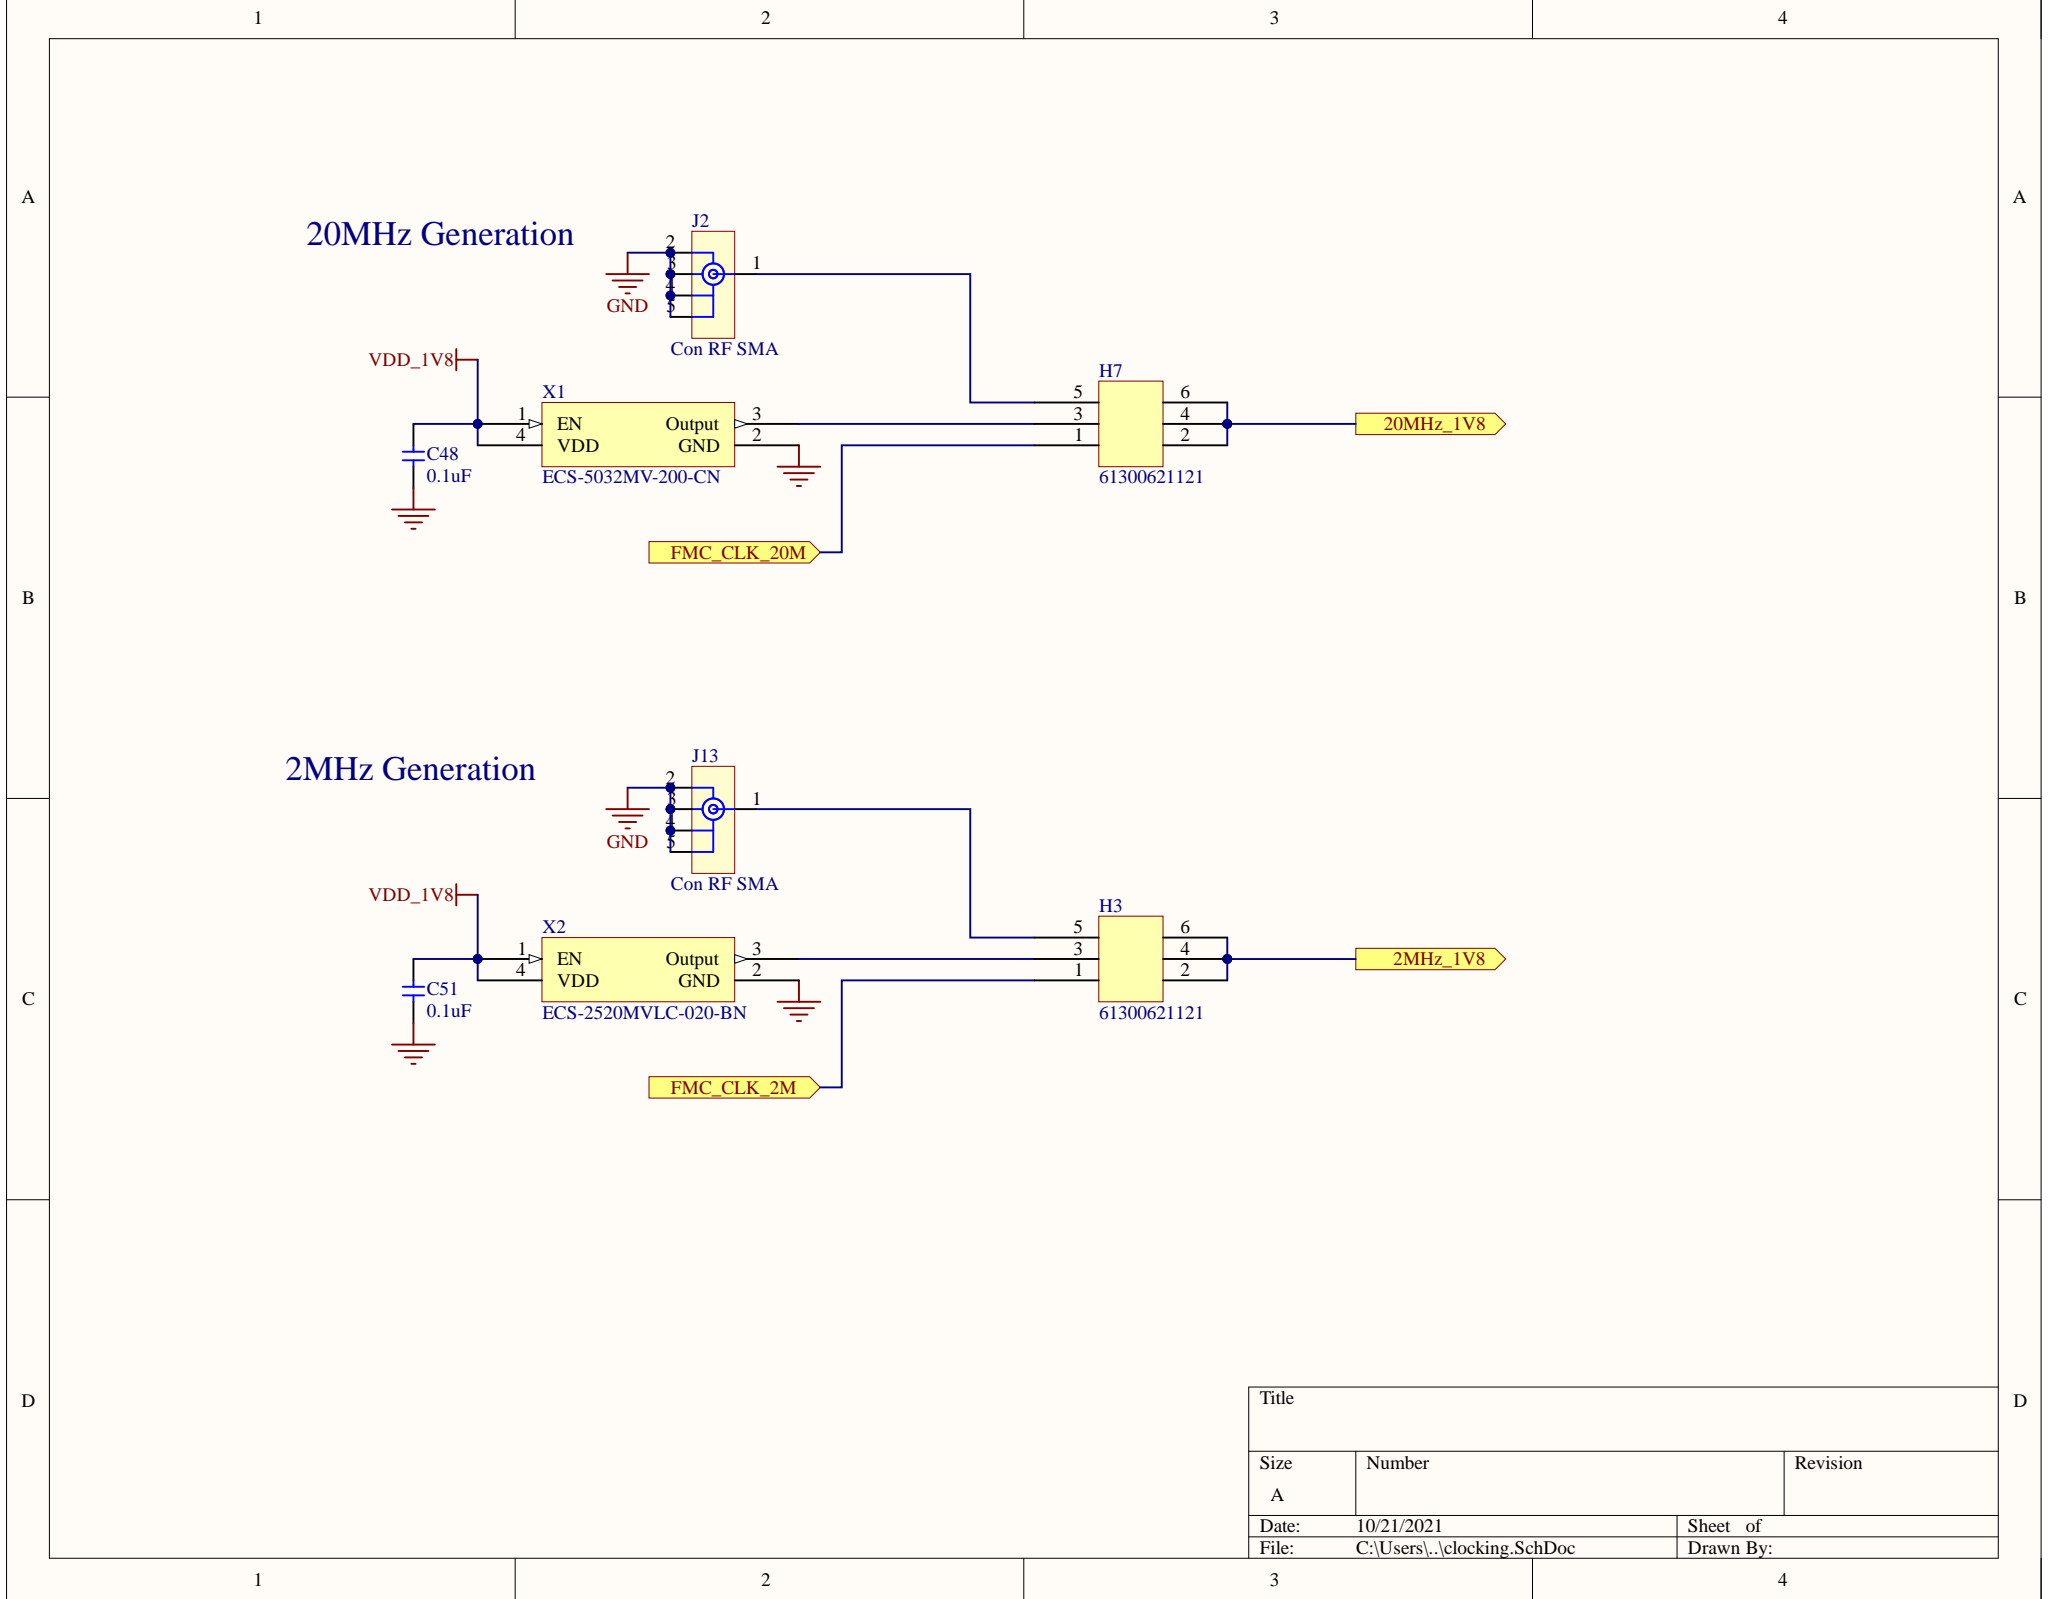 1 2 3 4
A A
20MHz Generation
J2
2
3
4
5
1
GND
Con RF SMA
VDD_1V8
X1
1 EN Output 3
4 VDD GND 2
ECS-5032MV-200-CN
C48
0.1uF
H7
5 6
3 4
1 2
61300621121
20MHz_1V8
FMC_CLK_20M
B B
2MHz Generation
J13
2
3
4
5
1
GND
Con RF SMA
VDD_1V8
X2
1 EN Output 3
4 VDD GND 2
ECS-2520MVLC-020-BN
C51
0.1uF
H3
5 6
3 4
1 2
61300621121
2MHz_1V8
FMC_CLK_2M
C C
D D
Title
Size Number Revision
A
Date: 10/21/2021 Sheet of
File: C:\Users\..\clocking.SchDoc Drawn By:
1 2 3 4